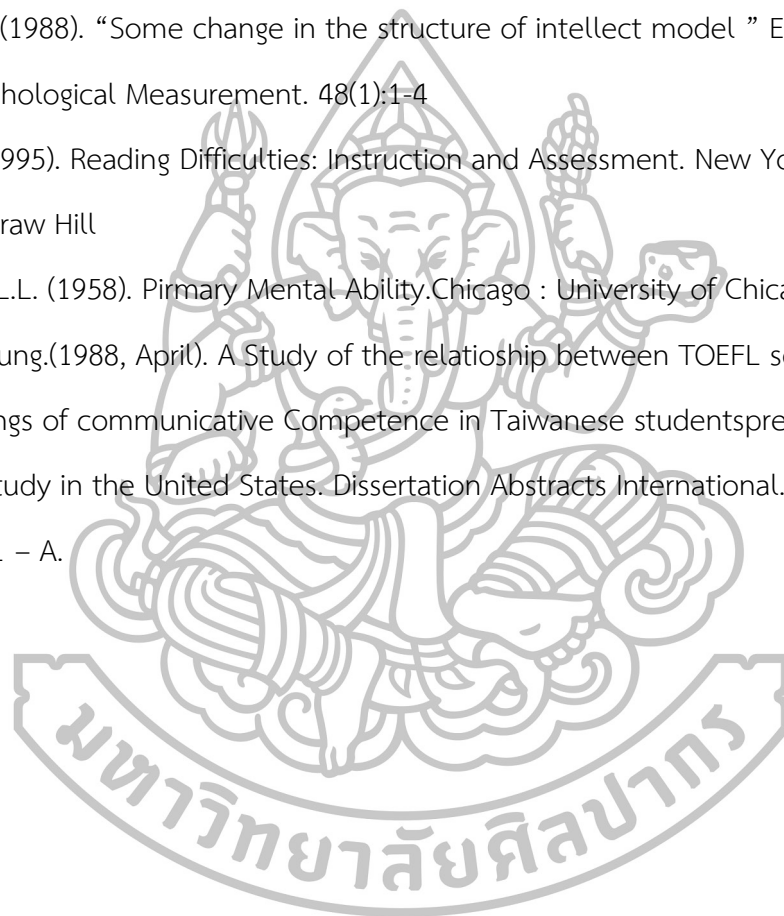 (1988). “Some change in the structure of intellect model ” E
hological Measurement. 48(1):1-4
995). Reading Difficulties: Instruction and Assessment. New Yo
raw Hill
L.L. (1958). Pirmary Mental Ability.Chicago : University of Chica
ung.(1988, April). A Study of the relatioship between TOEFL s
ngs of communicative Competence in Taiwanese studentspre
tudy in the United States. Dissertation Abstracts International.
– A.
มหาวิทยาลัยศิลปากร